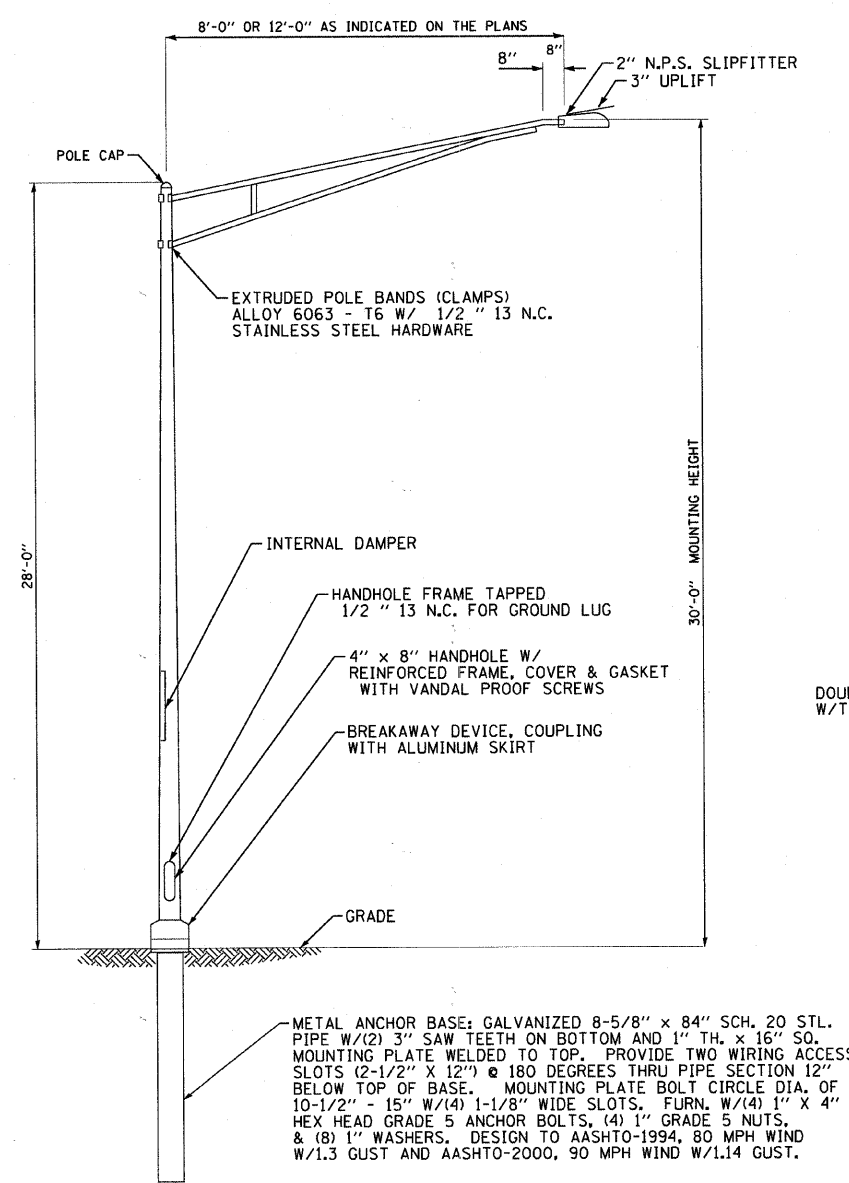 8'-0" OR 12'-0" AS INDICATED ON THE PLANS
8" 8"
2" N.P.S. SLIPFITTER
3" UPLIFT
POLE CAP
EXTRUDED POLE BANDS (CLAMPS)
ALLOY 6063 - T6 W/ 1/2 " 13 N.C.
STAINLESS STEEL HARDWARE
28'-0"
30'-0" MOUNTING HEIGHT
INTERNAL DAMPER
HANDHOLE FRAME TAPPED
1/2 " 13 N.C. FOR GROUND LUG
4" x 8" HANDHOLE W/
REINFORCED FRAME, COVER & GASKET
WITH VANDAL PROOF SCREWS
BREAKAWAY DEVICE, COUPLING
WITH ALUMINUM SKIRT
W/T
GRADE
METAL ANCHOR BASE: GALVANIZED 8-5/8" x 84" SCH. 20 STL.
PIPE W/(2) 3" SAW TEETH ON BOTTOM AND 1" TH. x 16" SQ.
MOUNTING PLATE WELDED TO TOP. PROVIDE TWO WIRING ACCESS
SLOTS (2-1/2" X 12") @ 180 DEGREES THRU PIPE SECTION 12"
BELOW TOP OF BASE. MOUNTING PLATE BOLT CIRCLE DIA. OF
10-1/2" - 15" W/(4) 1-1/8" WIDE SLOTS. FURN. W/(4) 1" X 4"
HEX HEAD GRADE 5 ANCHOR BOLTS, (4) 1" GRADE 5 NUTS,
& (8) 1" WASHERS. DESIGN TO AASHTO-1994, 80 MPH WIND
W/1.3 GUST AND AASHTO-2000, 90 MPH WIND W/1.14 GUST.